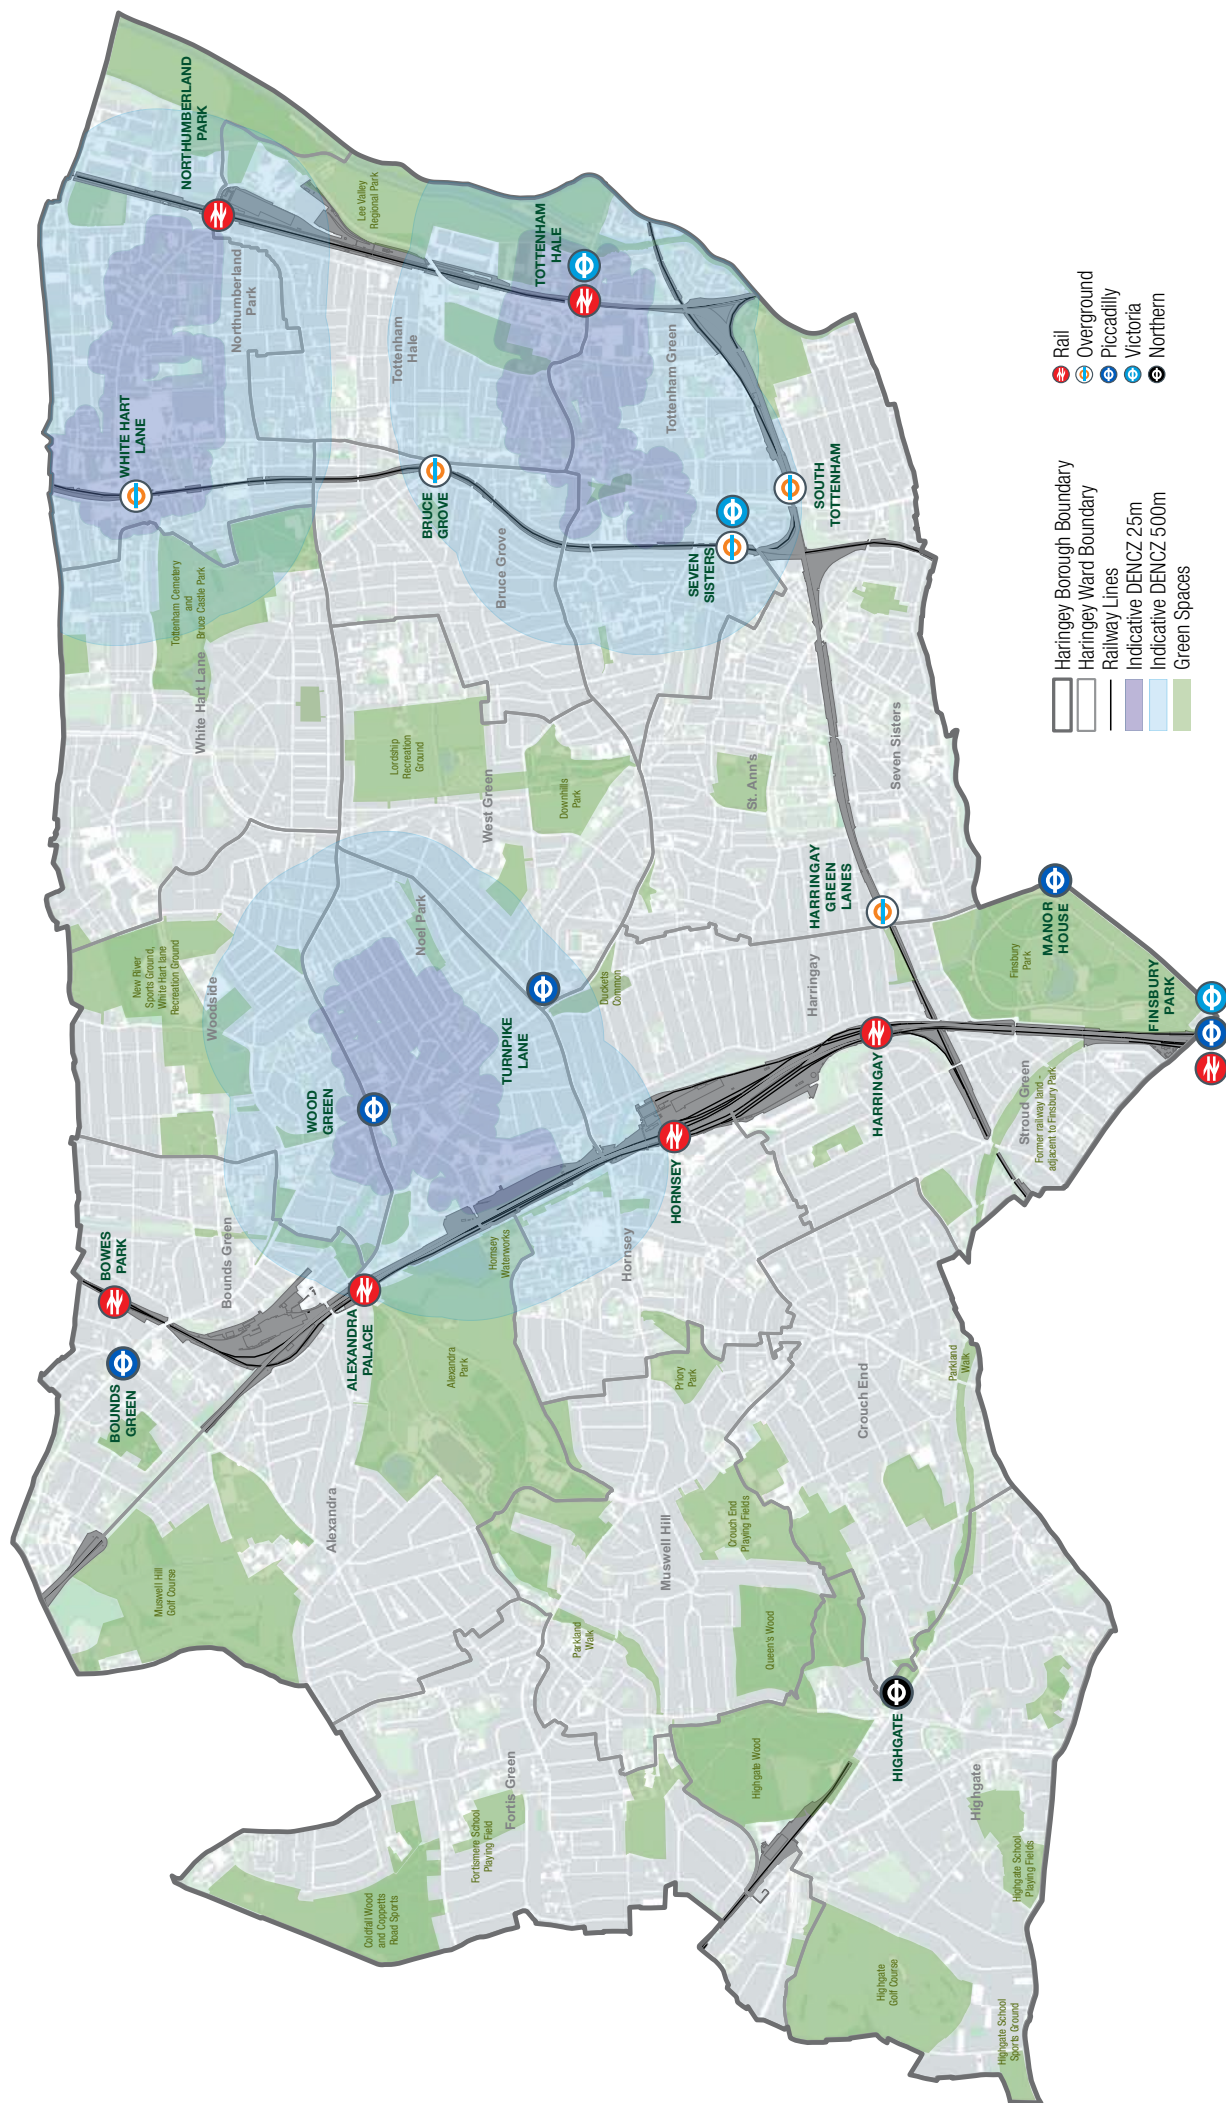 NORTHUMBERLAND
PARK
Lee Valley
Regional Park
Northumberland
Park
WHITE HART
LANE
TOTTENHAM
HALE
Tottenham
Hale
Tottenham Green
BRUCE
GROVE
Bruce Grove
SEVEN
SISTERS
SOUTH
TOTTENHAM
Tottenham Cemetery
and
Bruce Castle Park
White Hart Lane
Lordship
Recreation
Ground
West Green
Downhills
Park
St. Ann's
Seven Sisters
HARRINGAY
GREEN
LANES
MANOR
HOUSE
Finsbury
Park
FINSBURY
PARK
New River
Sports Ground,
White Hart lane
Recreation Ground
Woodside
Noel Park
TURNPIKE
LANE
Duckets
Common
Harringay
WOOD
GREEN
HARRINGAY
Stroud Green
Former railway land -
adjacent to Finsbury Park
HORNSEY
Hornsey
Hornsey
Waterworks
BOWES
PARK
Bounds Green
BOUNDS
GREEN
ALEXANDRA
PALACE
Alexandra
Park
Priory
Park
Crouch End
Parkland
Walk
Crouch End
Playing Fields
Muswell Hill
Alexandra
Muswell Hill
Golf Course
Parkland
Walk
Queen's Wood
HIGHGATE
Highgate Wood
Highgate
Fortis Green
Fortismere School
Playing Field
Coldfall Wood
and Coppetts
Road Sports
Highgate School
Playing Fields
Highgate
Golf Course
Highgate School
Sports Ground
Haringey Borough Boundary
Haringey Ward Boundary
Railway Lines
Indicative DENCZ 25m
Indicative DENCZ 500m
Green Spaces
Rail
Overground
Piccadilly
Victoria
Northern